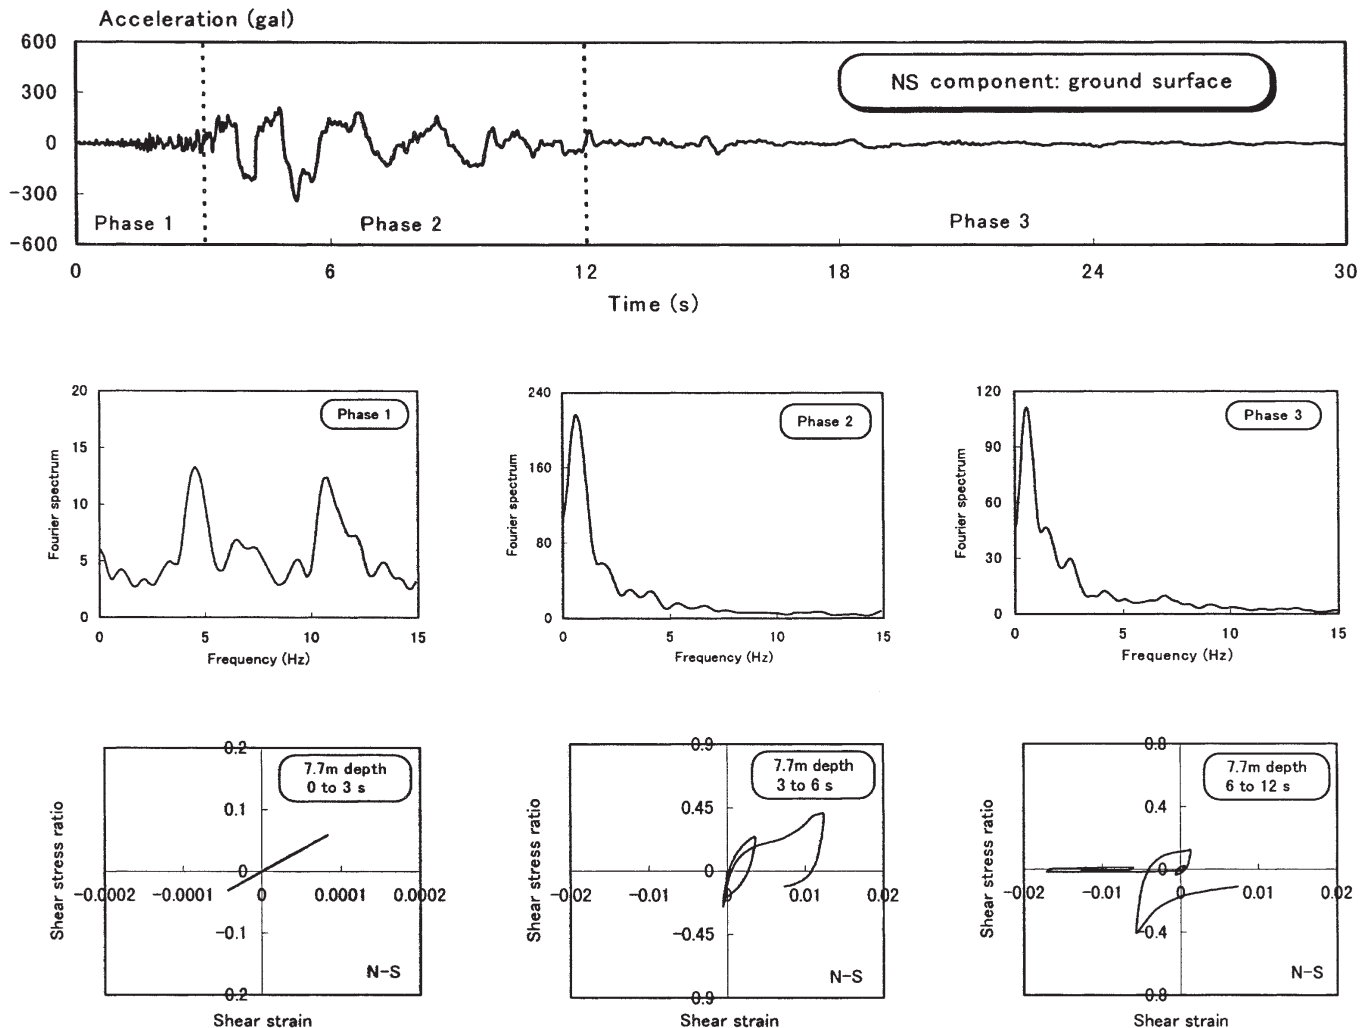 Acceleration (gal)
600
300
0
-300
-600
NS component: ground surface
Phase 1
Phase 2
Phase 3
0 6 12 18 24 30
Time (s)
20
15
10
5
0
Fourier spectrum
Phase 1
0 5 10 15
Frequency (Hz)
240
160
80
0
Fourier spectrum
Phase 2
0 5 10 15
Frequency (Hz)
120
90
60
30
0
Fourier spectrum
Phase 3
0 5 10 15
Frequency (Hz)
0.2
0.1
0
-0.1
0.2
Shear stress ratio
7.7m depth
0 to 3 s
-0.0002 -0.0001 0 0.0001 0.0002
N-S
Shear strain
0.9
0.45
0
-0.45
0.9
Shear stress ratio
7.7m depth
3 to 6 s
-0.02 -0.01 0 0.01 0.02
N-S
Shear strain
0.8
0.4
0
-0.4
0.8
Shear stress ratio
7.7m depth
6 to 12 s
-0.02 -0.01 0 0.01 0.02
N-S
Shear strain